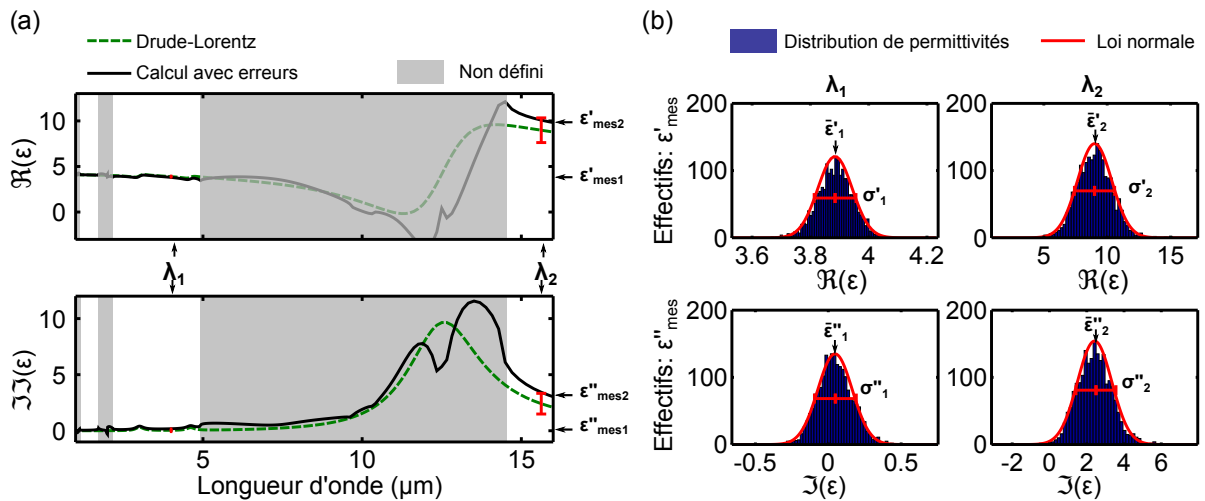 (a)
Drude-Lorentz
Calcul avec erreurs
Non défini
10
5
0
ℜ(ε)
ε'mes2
ε'mes1
λ1
λ2
10
5
0
ℑℑ(ε)
ε''mes2
ε''mes1
5
10
15
Longueur d'onde (µm)
(b)
Distribution de permittivités
Loi normale
λ1
200
100
0
Effectifs: ε'mes
ε̄'1
σ'1
3.6
3.8
4
4.2
ℜ(ε)
λ2
200
100
0
ε̄'2
σ'2
5
10
15
ℜ(ε)
200
100
0
Effectifs: ε''mes
ε̄''1
σ''1
-0.5
0
0.5
ℑ(ε)
200
100
0
ε̄''2
σ''2
-2
0
2
4
6
ℑ(ε)